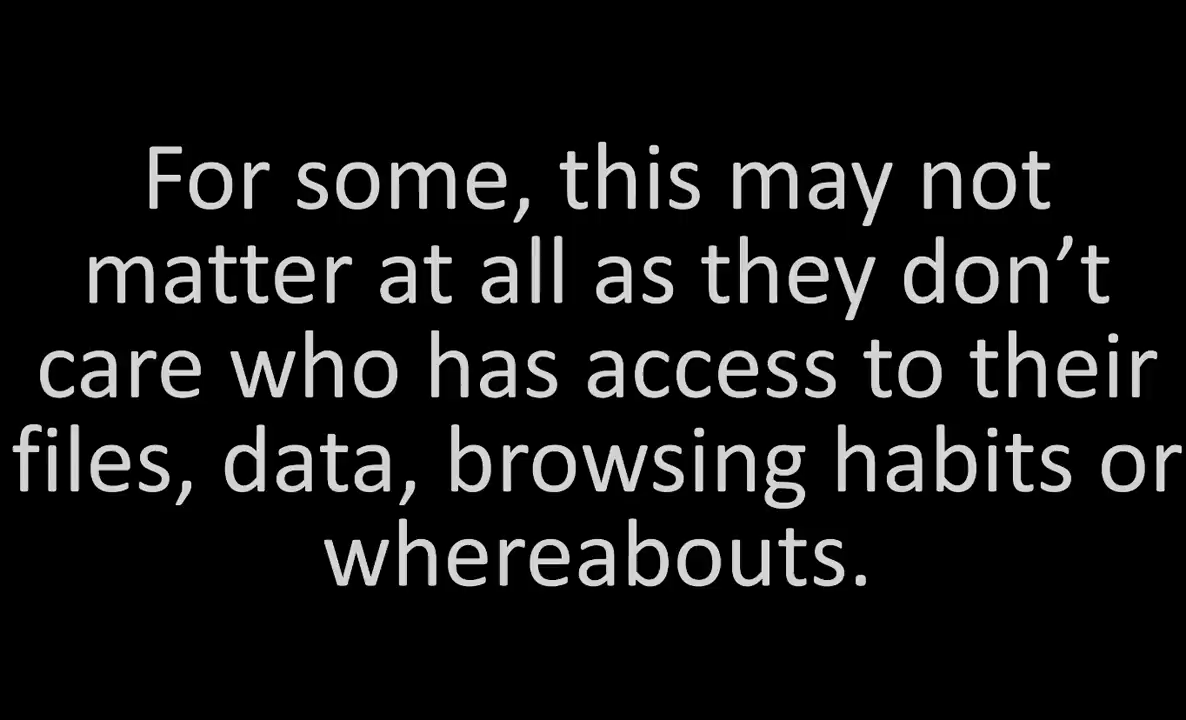 For some, this may not
matter at all as they don’t
care who has access to their
files, data, browsing habits or
whereabouts.